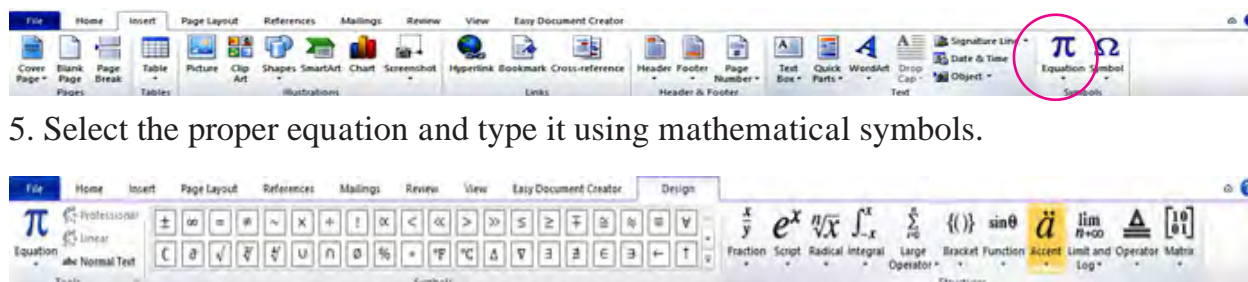 File Home Insert Page Layout References Mailings Review View Easy Document Creator
Cover Page Blank Page Page Break Table Picture Clip Art Shapes SmartArt Chart Screenshot Hyperlink Bookmark Cross-reference Header Footer Page Number Text Box Quick Parts WordArt Drop Cap Signature Line Date & Time Object π Equation Ω Symbol
Pages Tables Illustrations Links Header & Footer Text Symbols
5. Select the proper equation and type it using mathematical symbols.
File Home Insert Page Layout References Mailings Review View Easy Document Creator Design
π Equation Professional Linear abc Normal Text
± ∞ = ≠ ~ × ÷ ! ∝ < ≪ > ≫ ≤ ≥ ∓ ≅ ≈ ≡ ∀
∁ ∂ √ ∛ ∜ ∪ ∩ ∅ % ° °F °C ∆ ∇ ∃ ∄ ∈ ∋ ← ↑
Fraction Script Radical Integral Large Operator Bracket Function Accent Limit and Log Operator Matrix
Tools Symbols Structures